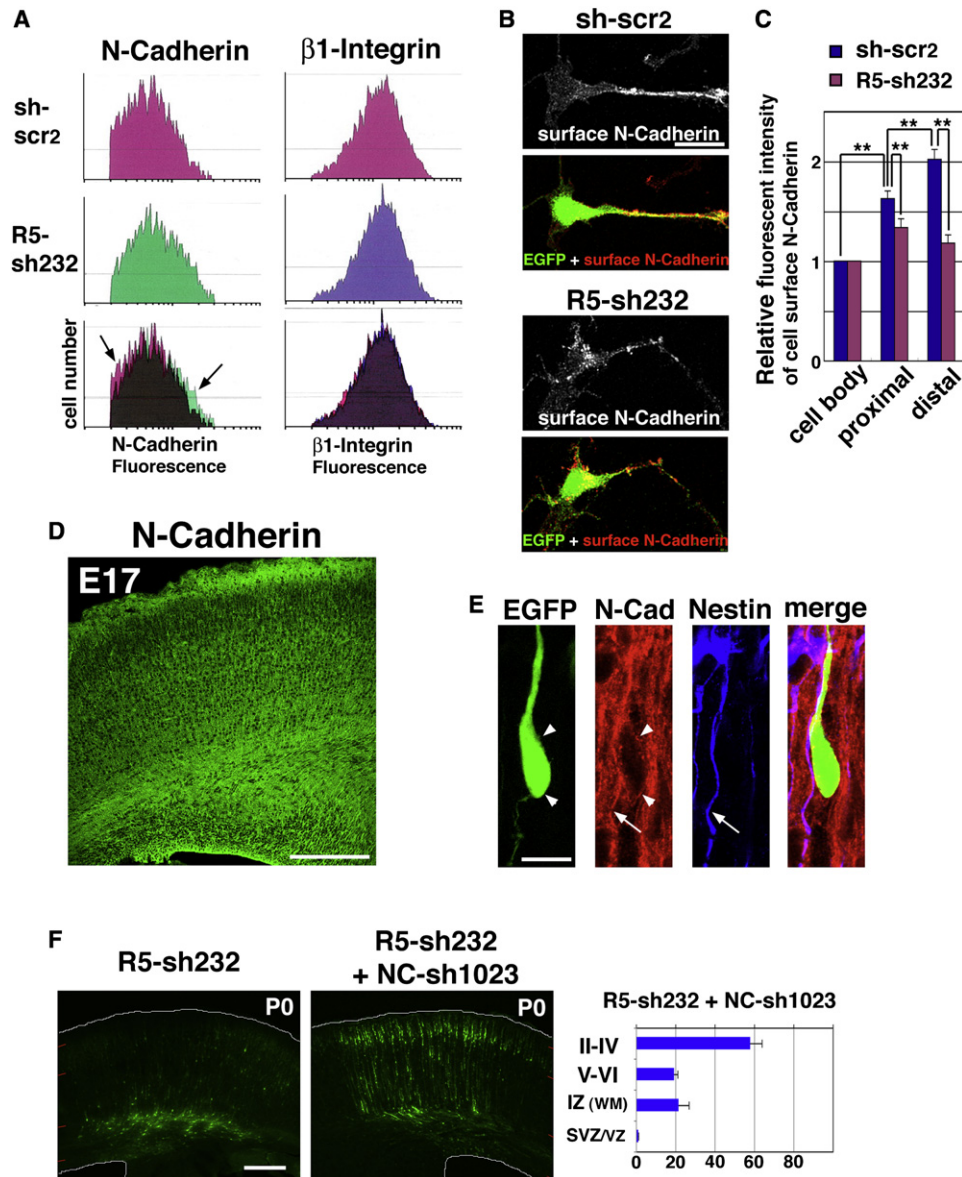 A
N-Cadherin
β1-Integrin
sh-
scr2
R5-
sh232
cell number
N-Cadherin
Fluorescence
β1-Integrin
Fluorescence
B
sh-scr2
surface N-Cadherin
EGFP + surface N-Cadherin
R5-sh232
surface N-Cadherin
EGFP + surface N-Cadherin
C
sh-scr2
R5-sh232
Relative fluorescent intensity
of cell surface N-Cadherin
** ** ** **
2
1
0
cell body
proximal
distal
D
N-Cadherin
E17
E
EGFP N-Cad Nestin merge
F
R5-sh232
P0
R5-sh232
+ NC-sh1023
P0
R5-sh232 + NC-sh1023
II-IV
V-VI
IZ (WM)
SVZ/VZ
0 20 40 60 80